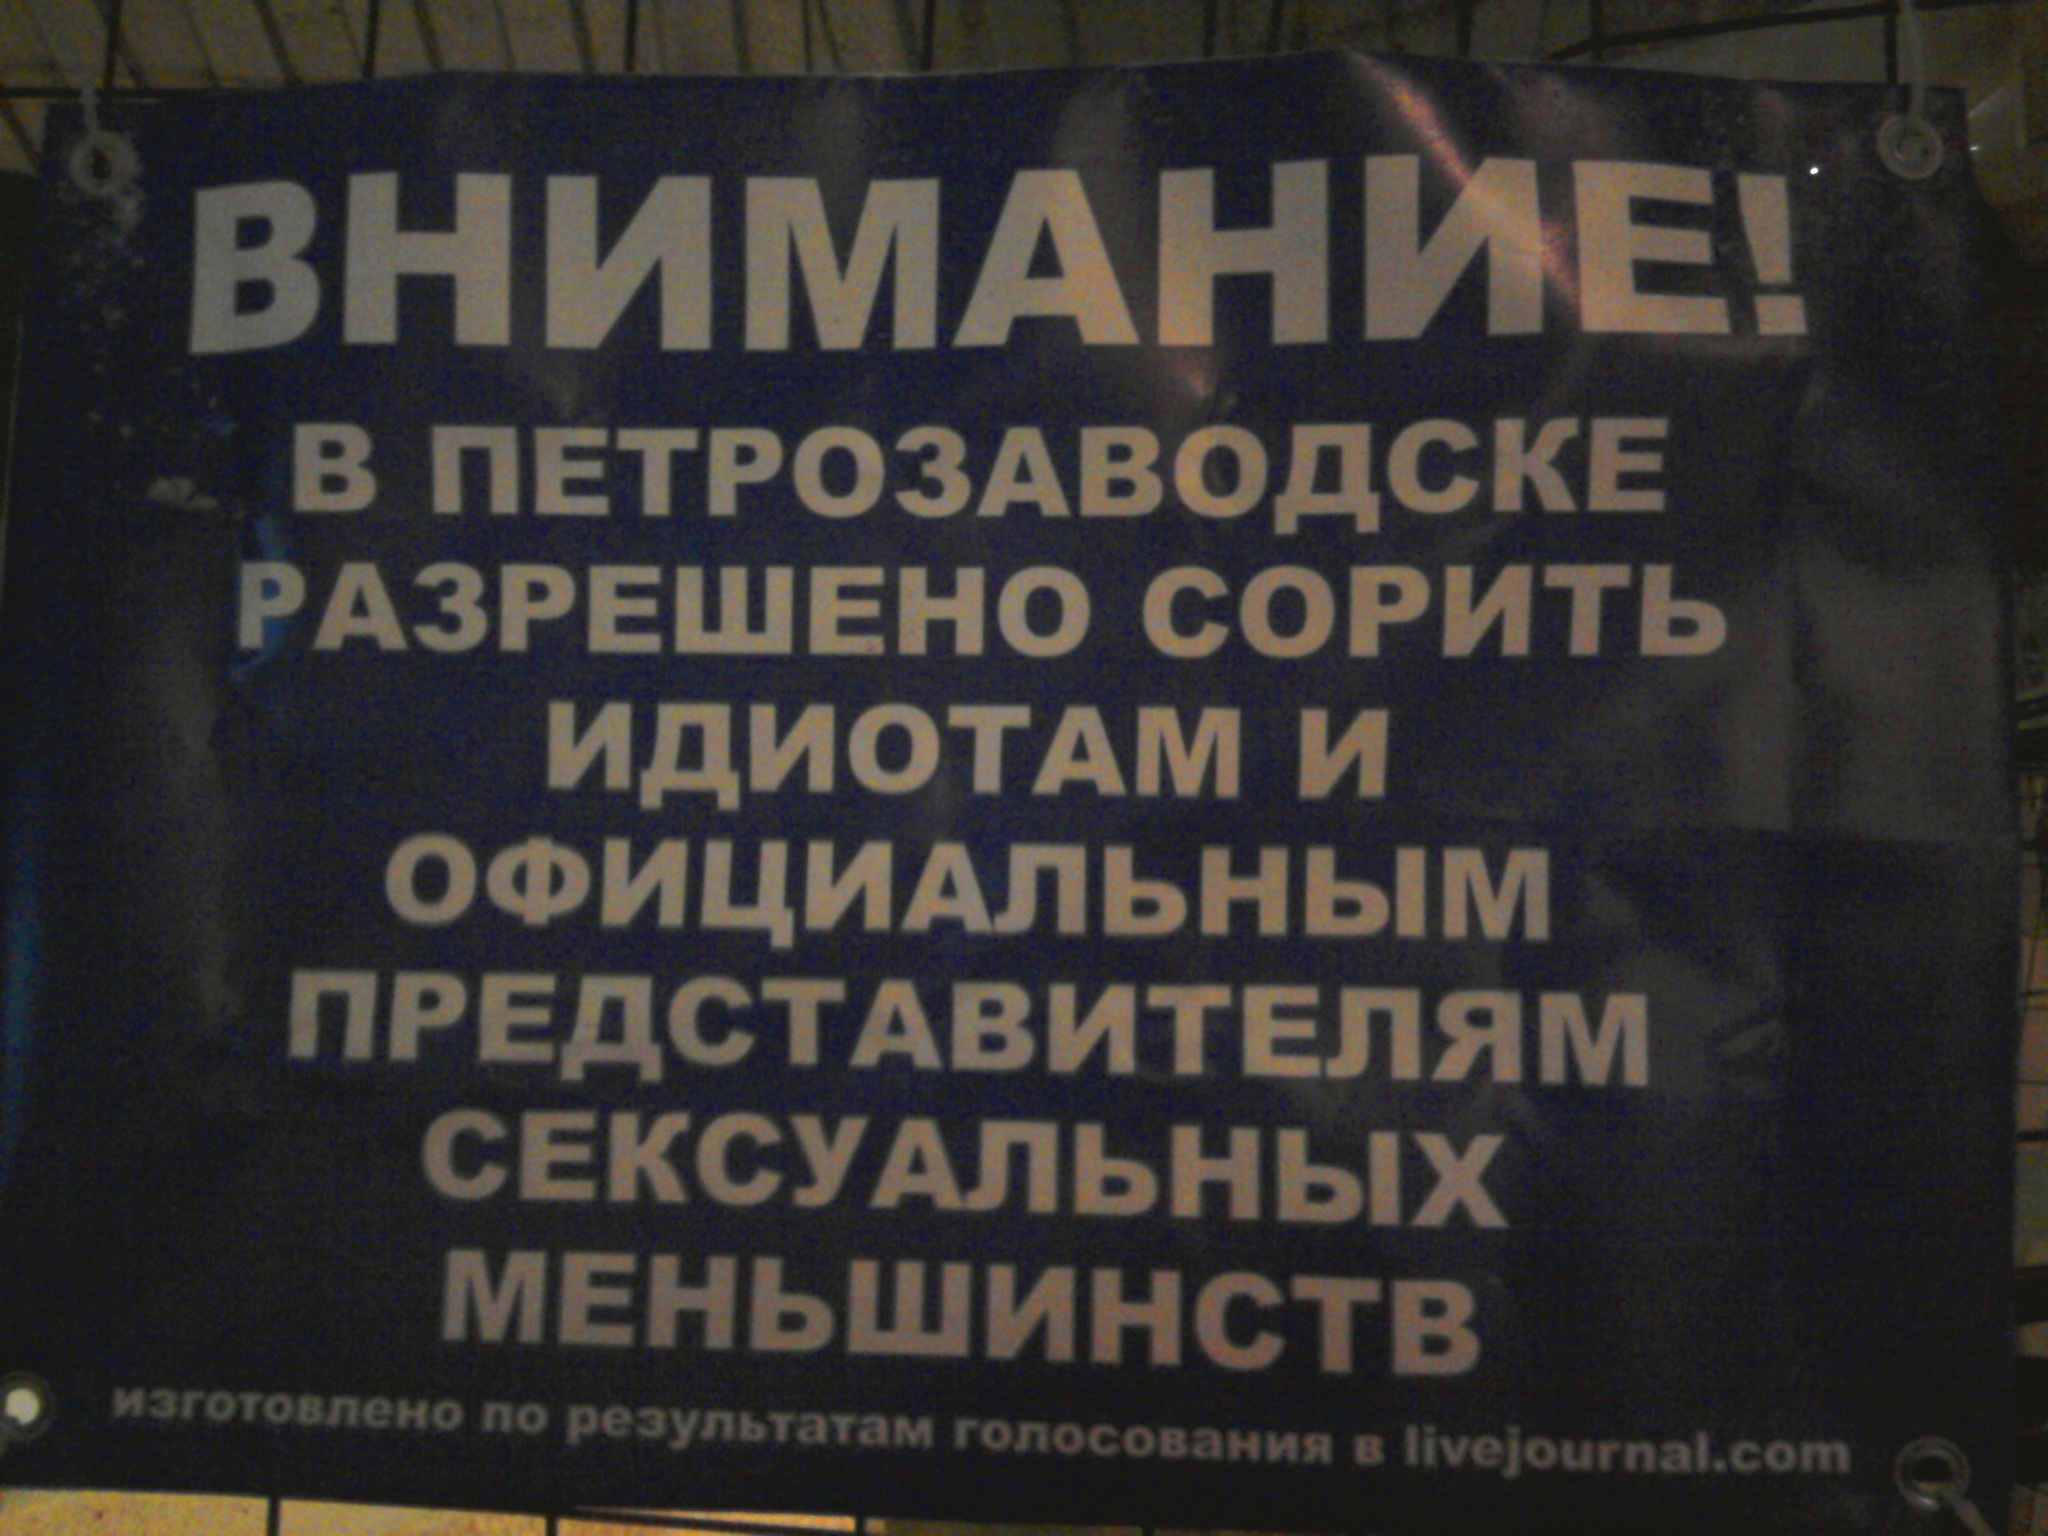 ВНИМАНИЕ!
В ПЕТРОЗАВОДСКЕ
РАЗРЕШЕНО СОРИТЬ
ИДИОТАМ И
ОФИЦИАЛЬНЫМ
ПРЕДСТАВИТЕЛЯМ
СЕКСУАЛЬНЫХ
МЕНЬШИНСТВ
изготовлено по результатам голосования в livejournal.com